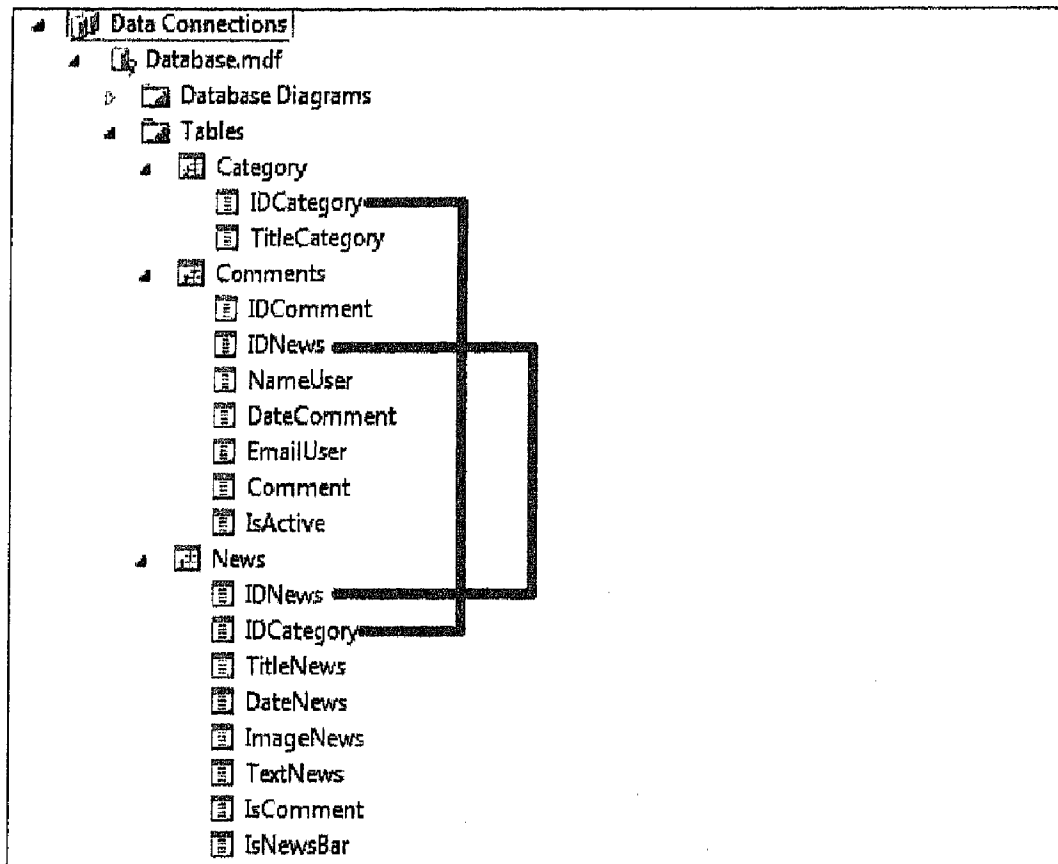 Data Connections
Database.mdf
Database Diagrams
Tables
Category
IDCategory
TitleCategory
Comments
IDComment
IDNews
NameUser
DateComment
EmailUser
Comment
IsActive
News
IDNews
IDCategory
TitleNews
DateNews
ImageNews
TextNews
IsComment
IsNewsBar